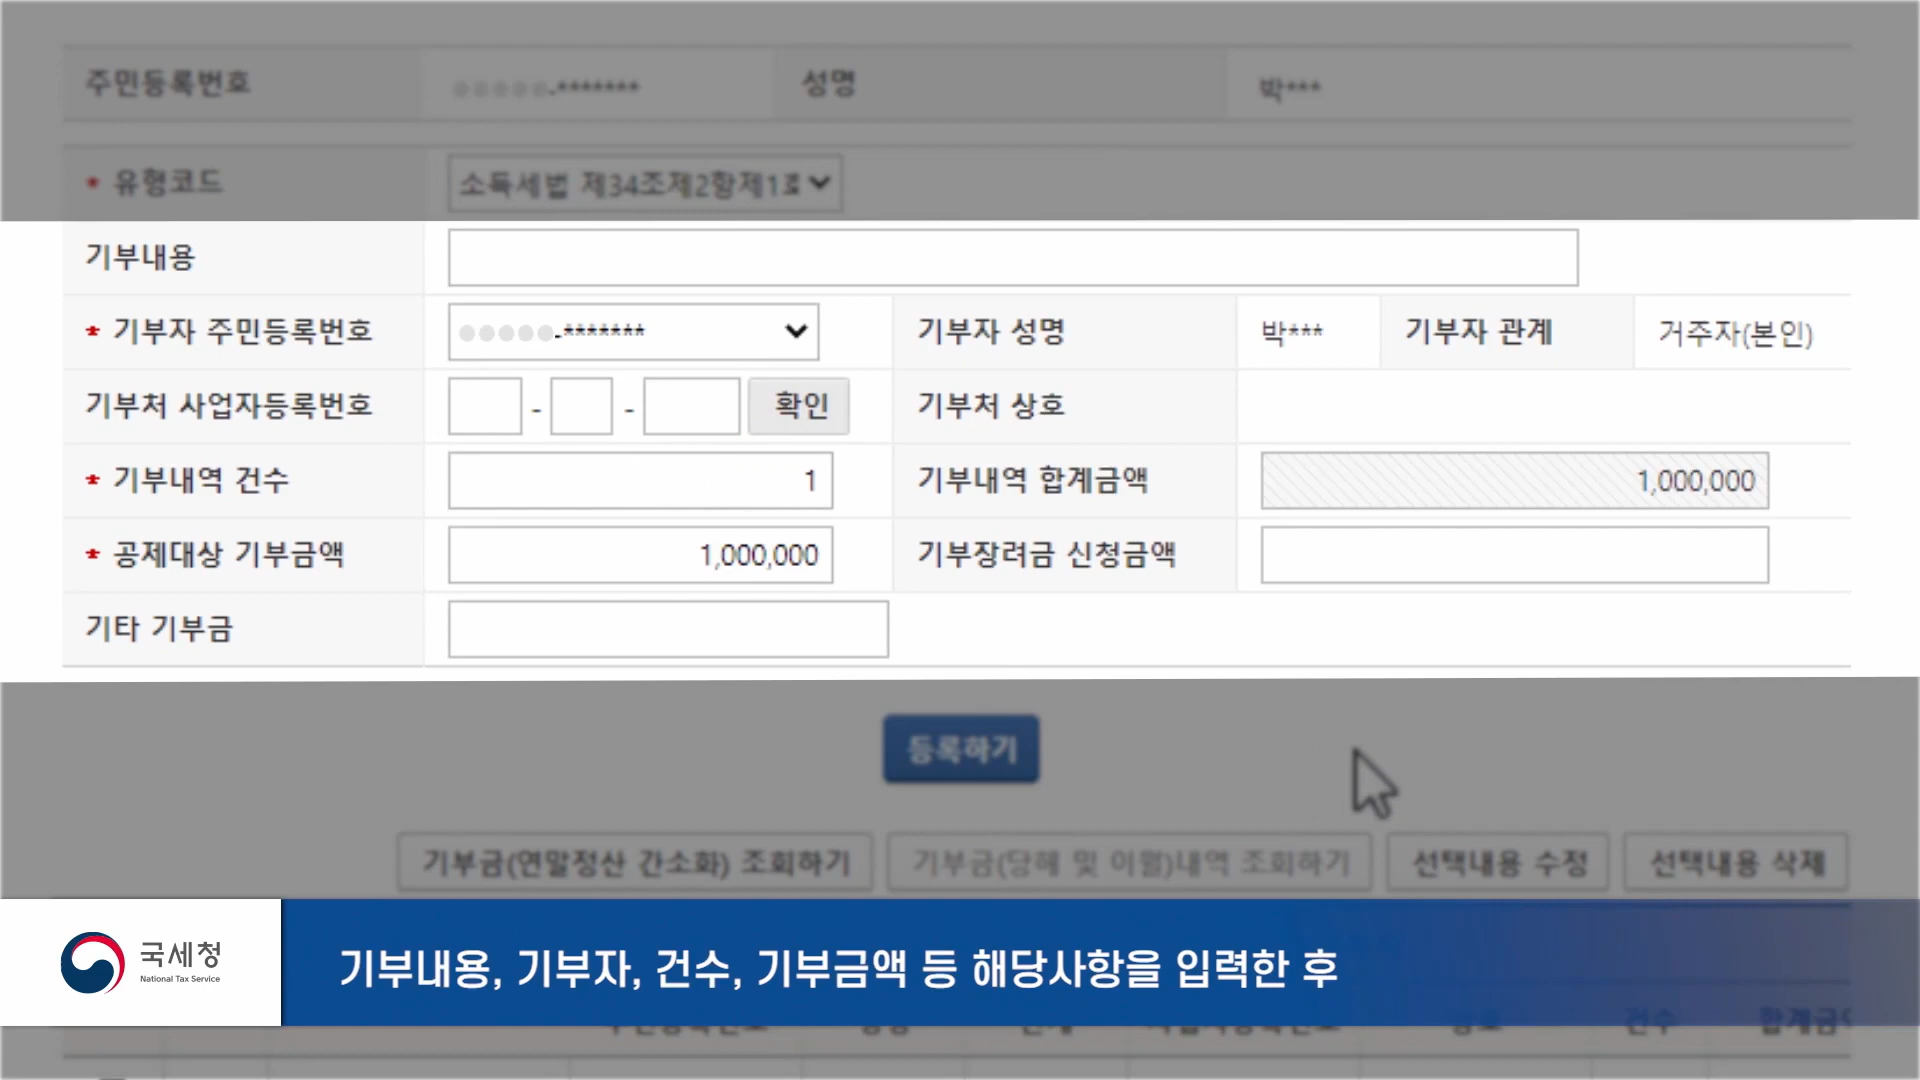 주민등록번호 -******* 성명 박***
* 유형코드 소득세법 제34조제2항제1호
기부내용
* 기부자 주민등록번호 -******* 기부자 성명 박*** 기부자 관계 거주자(본인)
기부처 사업자등록번호 - - 확인 기부처 상호
* 기부내역 건수 1 기부내역 합계금액 1,000,000
* 공제대상 기부금액 1,000,000 기부장려금 신청금액
기타 기부금
등록하기
기부금(연말정산 간소화) 조회하기 기부금(당해 및 이월)내역 조회하기 선택내용 수정 선택내용 삭제
국세청
National Tax Service
기부내용, 기부자, 건수, 기부금액 등 해당사항을 입력한 후
건수